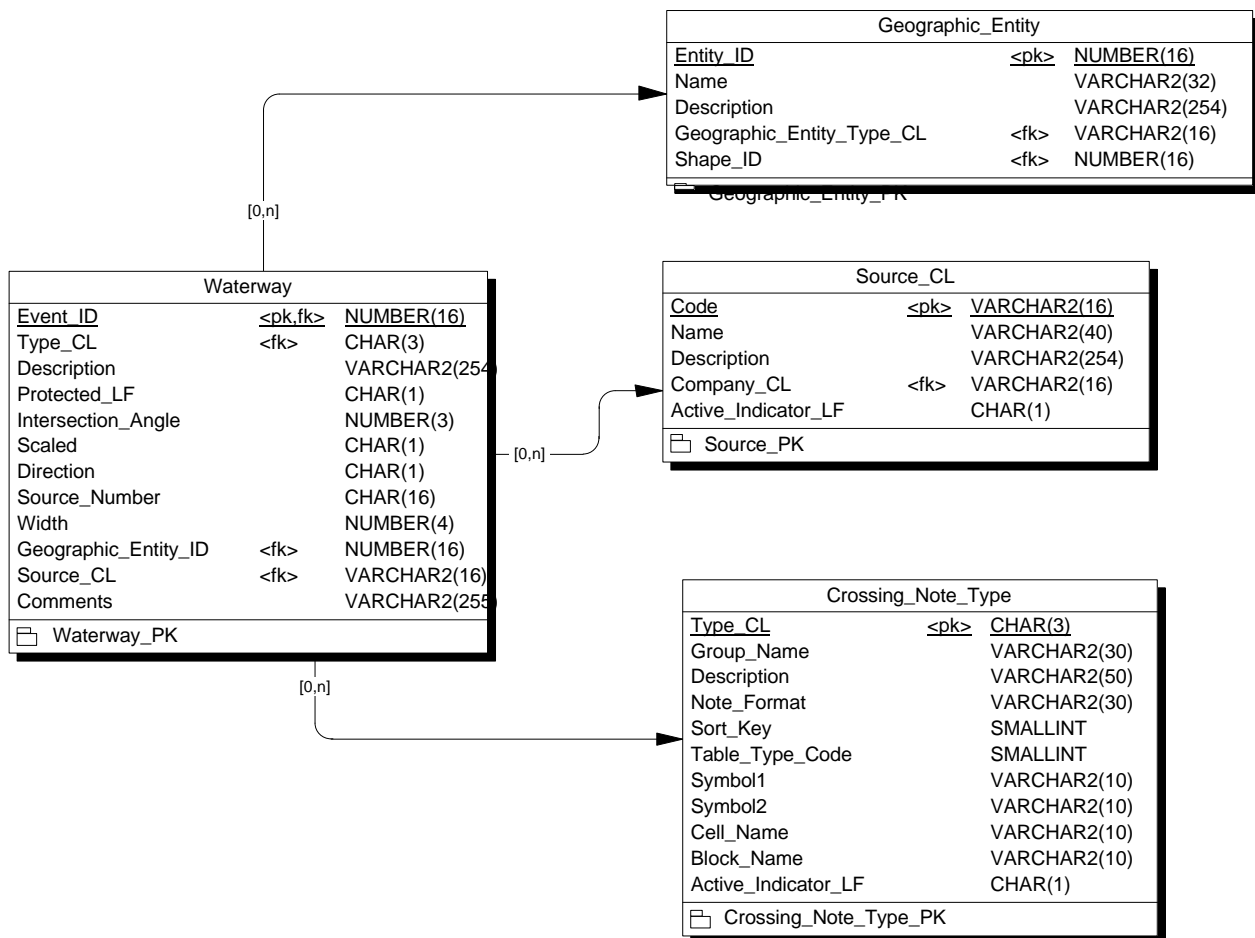 Geographic_Entity
Entity_ID <pk> NUMBER(16)
Name VARCHAR2(32)
Description VARCHAR2(254)
Geographic_Entity_Type_CL <fk> VARCHAR2(16)
Shape_ID <fk> NUMBER(16)
Geographic_Entity_PK
[0,n]
Waterway
Event_ID <pk,fk> NUMBER(16)
Type_CL <fk> CHAR(3)
Description VARCHAR2(254)
Protected_LF CHAR(1)
Intersection_Angle NUMBER(3)
Scaled CHAR(1)
Direction CHAR(1)
Source_Number CHAR(16)
Width NUMBER(4)
Geographic_Entity_ID <fk> NUMBER(16)
Source_CL <fk> VARCHAR2(16)
Comments VARCHAR2(255)
Waterway_PK
[0,n]
Source_CL
Code <pk> VARCHAR2(16)
Name VARCHAR2(40)
Description VARCHAR2(254)
Company_CL <fk> VARCHAR2(16)
Active_Indicator_LF CHAR(1)
Source_PK
[0,n]
Crossing_Note_Type
Type_CL <pk> CHAR(3)
Group_Name VARCHAR2(30)
Description VARCHAR2(50)
Note_Format VARCHAR2(30)
Sort_Key SMALLINT
Table_Type_Code SMALLINT
Symbol1 VARCHAR2(10)
Symbol2 VARCHAR2(10)
Cell_Name VARCHAR2(10)
Block_Name VARCHAR2(10)
Active_Indicator_LF CHAR(1)
Crossing_Note_Type_PK